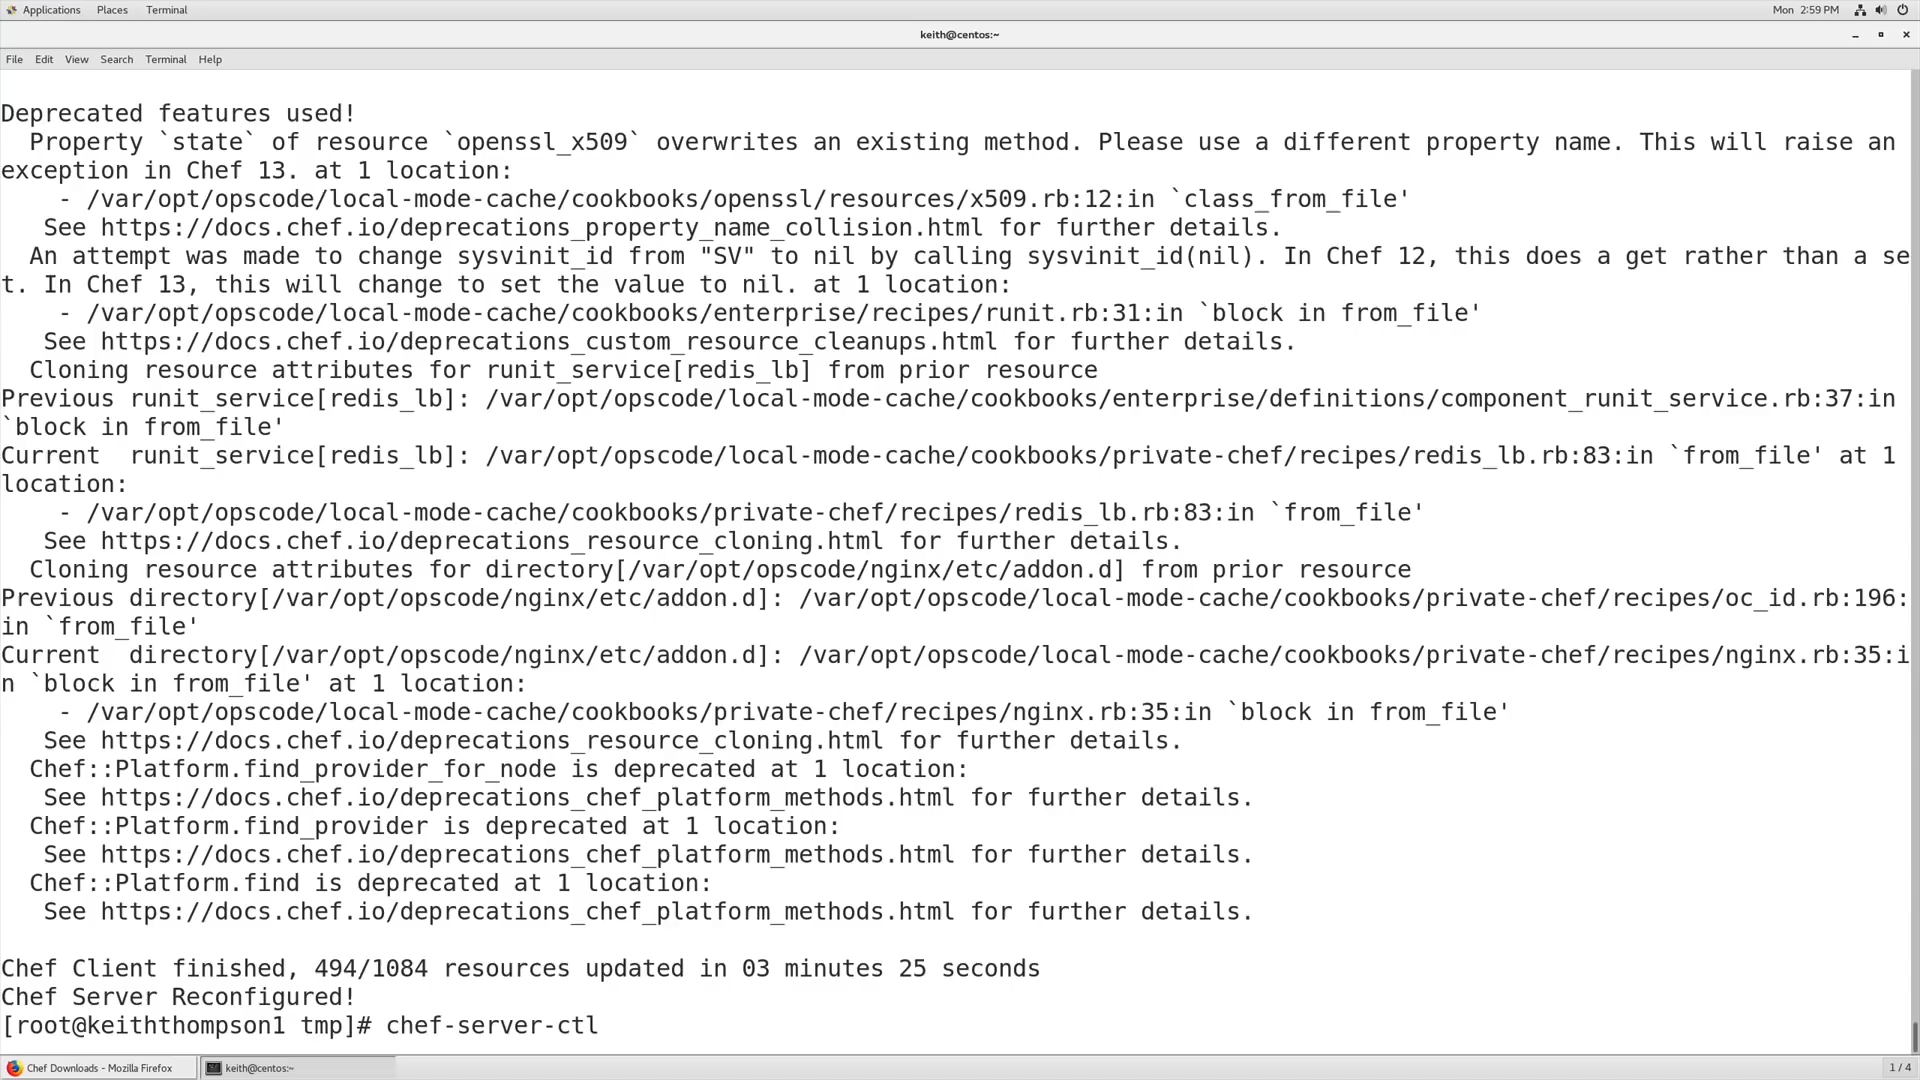 Applications Places Terminal Mon 2:59 PM
keith@centos:~
File Edit View Search Terminal Help
Deprecated features used!
  Property `state` of resource `openssl_x509` overwrites an existing method. Please use a different property name. This will raise an
exception in Chef 13. at 1 location:
    - /var/opt/opscode/local-mode-cache/cookbooks/openssl/resources/x509.rb:12:in `class_from_file'
   See https://docs.chef.io/deprecations_property_name_collision.html for further details.
  An attempt was made to change sysvinit_id from "SV" to nil by calling sysvinit_id(nil). In Chef 12, this does a get rather than a se
t. In Chef 13, this will change to set the value to nil. at 1 location:
    - /var/opt/opscode/local-mode-cache/cookbooks/enterprise/recipes/runit.rb:31:in `block in from_file'
   See https://docs.chef.io/deprecations_custom_resource_cleanups.html for further details.
  Cloning resource attributes for runit_service[redis_lb] from prior resource
Previous runit_service[redis_lb]: /var/opt/opscode/local-mode-cache/cookbooks/enterprise/definitions/component_runit_service.rb:37:in
`block in from_file'
Current  runit_service[redis_lb]: /var/opt/opscode/local-mode-cache/cookbooks/private-chef/recipes/redis_lb.rb:83:in `from_file' at 1
location:
    - /var/opt/opscode/local-mode-cache/cookbooks/private-chef/recipes/redis_lb.rb:83:in `from_file'
   See https://docs.chef.io/deprecations_resource_cloning.html for further details.
  Cloning resource attributes for directory[/var/opt/opscode/nginx/etc/addon.d] from prior resource
Previous directory[/var/opt/opscode/nginx/etc/addon.d]: /var/opt/opscode/local-mode-cache/cookbooks/private-chef/recipes/oc_id.rb:196:
in `from_file'
Current  directory[/var/opt/opscode/nginx/etc/addon.d]: /var/opt/opscode/local-mode-cache/cookbooks/private-chef/recipes/nginx.rb:35:i
n `block in from_file' at 1 location:
    - /var/opt/opscode/local-mode-cache/cookbooks/private-chef/recipes/nginx.rb:35:in `block in from_file'
   See https://docs.chef.io/deprecations_resource_cloning.html for further details.
  Chef::Platform.find_provider_for_node is deprecated at 1 location:
   See https://docs.chef.io/deprecations_chef_platform_methods.html for further details.
  Chef::Platform.find_provider is deprecated at 1 location:
   See https://docs.chef.io/deprecations_chef_platform_methods.html for further details.
  Chef::Platform.find is deprecated at 1 location:
   See https://docs.chef.io/deprecations_chef_platform_methods.html for further details.
Chef Client finished, 494/1084 resources updated in 03 minutes 25 seconds
Chef Server Reconfigured!
[root@keiththompson1 tmp]# chef-server-ctl
Chef Downloads - Mozilla Firefox keith@centos:~ 1 / 4